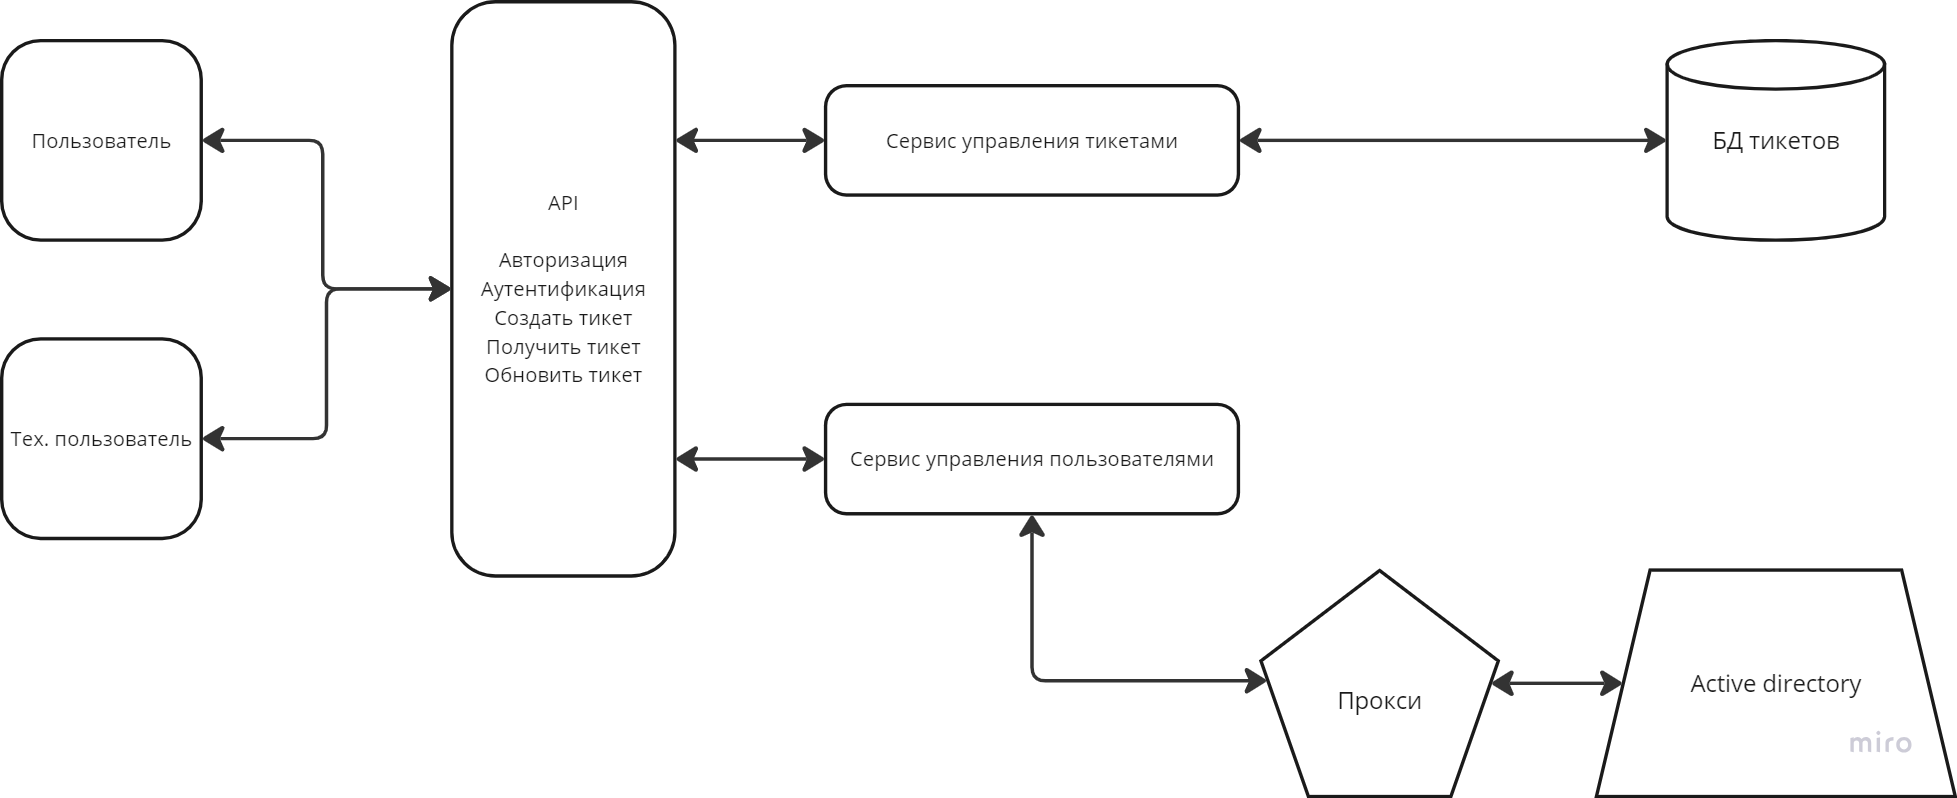 Пользователь
Тех. пользователь
API
Авторизация
Аутентификация
Создать тикет
Получить тикет
Обновить тикет
Сервис управления тикетами
БД тикетов
Сервис управления пользователями
Прокси
Active directory
miro